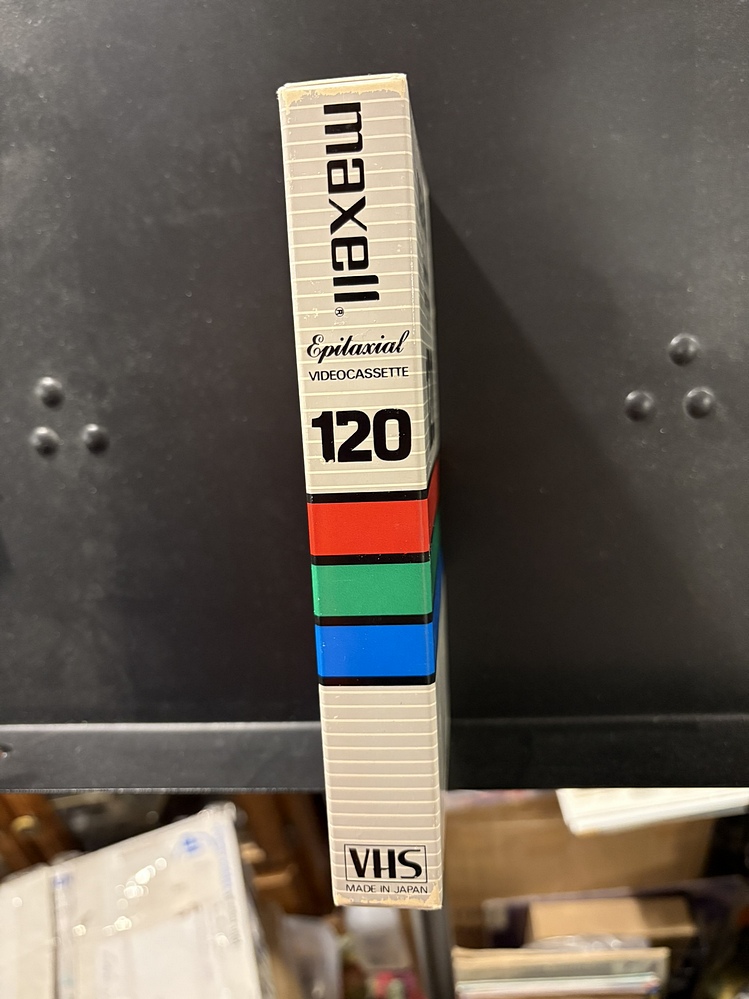 maxell®
Epitaxial
VIDEOCASSETTE
120
VHS
MADE IN JAPAN